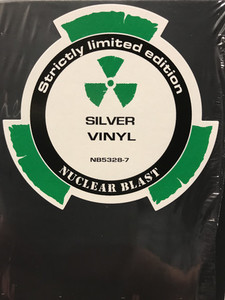 Strictly limited edition
SILVER
VINYL
NB5328-7
NUCLEAR BLAST